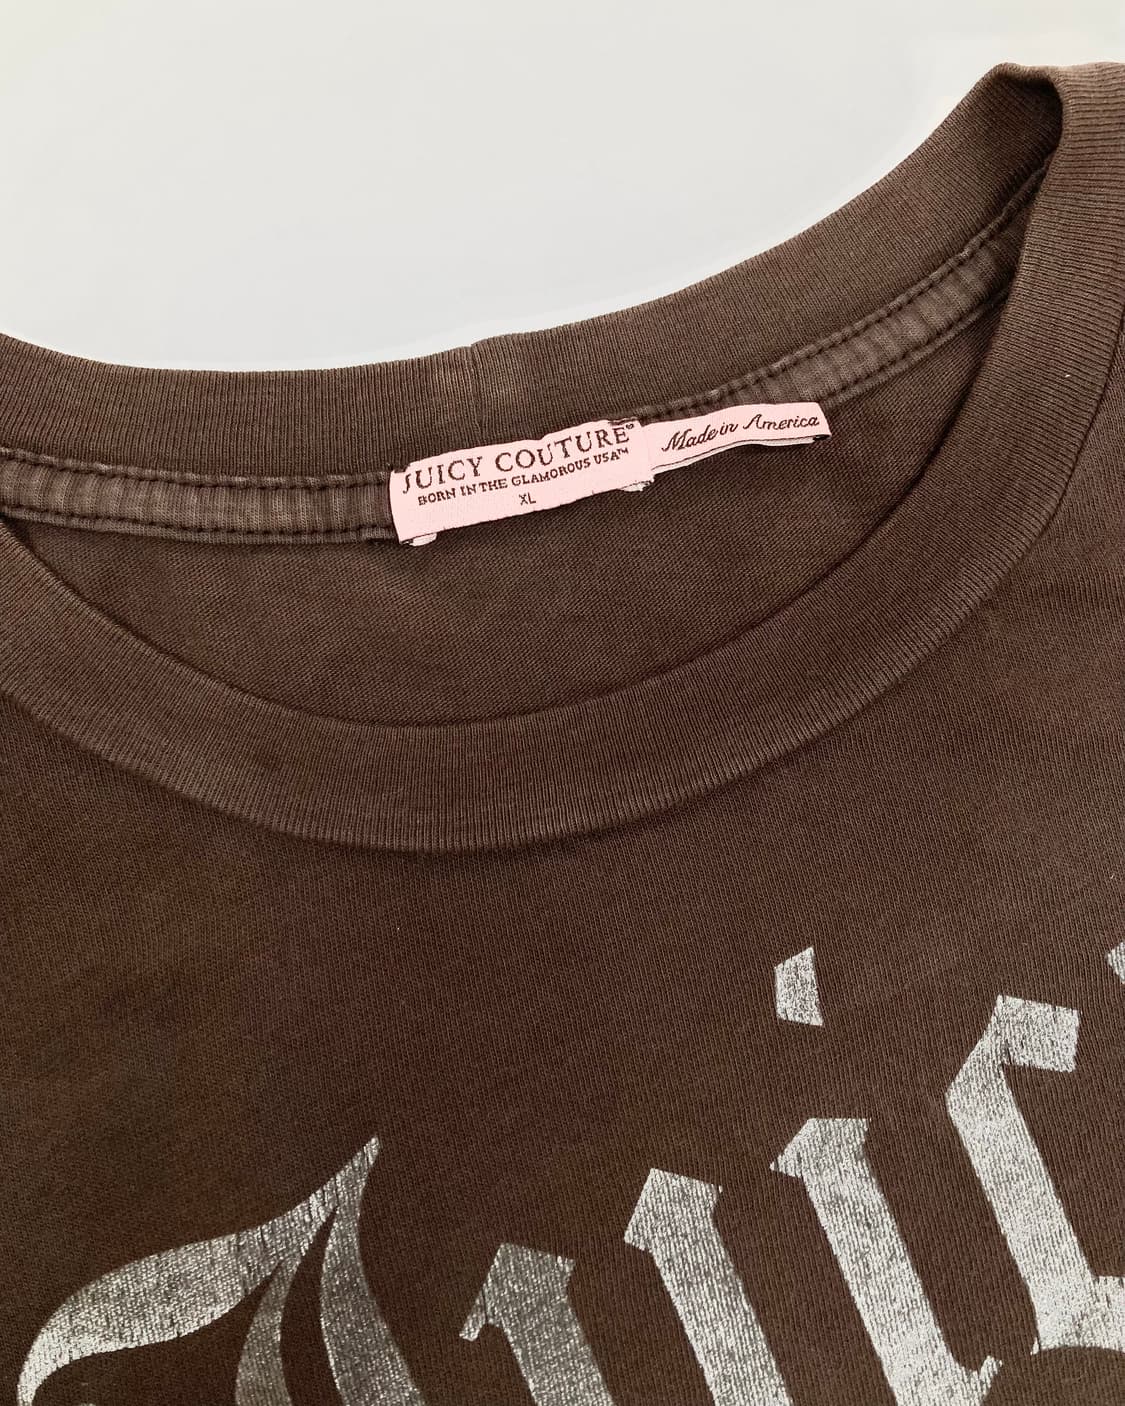 JUICY COUTURE®
BORN IN THE GLAMOROUS USA™
XL
Made in America